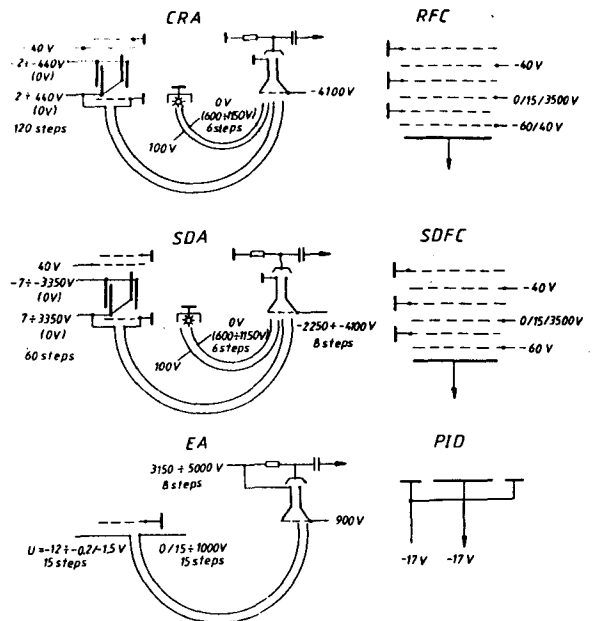 CRA
-40V
-2÷-440V
(0V)
2÷440V
(0V)
120 steps
0V
(600÷1150V)
6 steps
100V
-4100V
RFC
-40V
0/15/3500V
-60/40V
SDA
40V
-7÷-3350V
(0V)
7÷3350V
(0V)
60 steps
0V
(600÷1150V)
6 steps
100V
-2250÷-4100V
8 steps
SDFC
-40V
0/15/3500V
-60V
EA
3150÷5000V
8 steps
-900V
U=-12÷-0,2/-1,5V
15 steps
0/15÷1000V
15 steps
PID
-17V
-17V